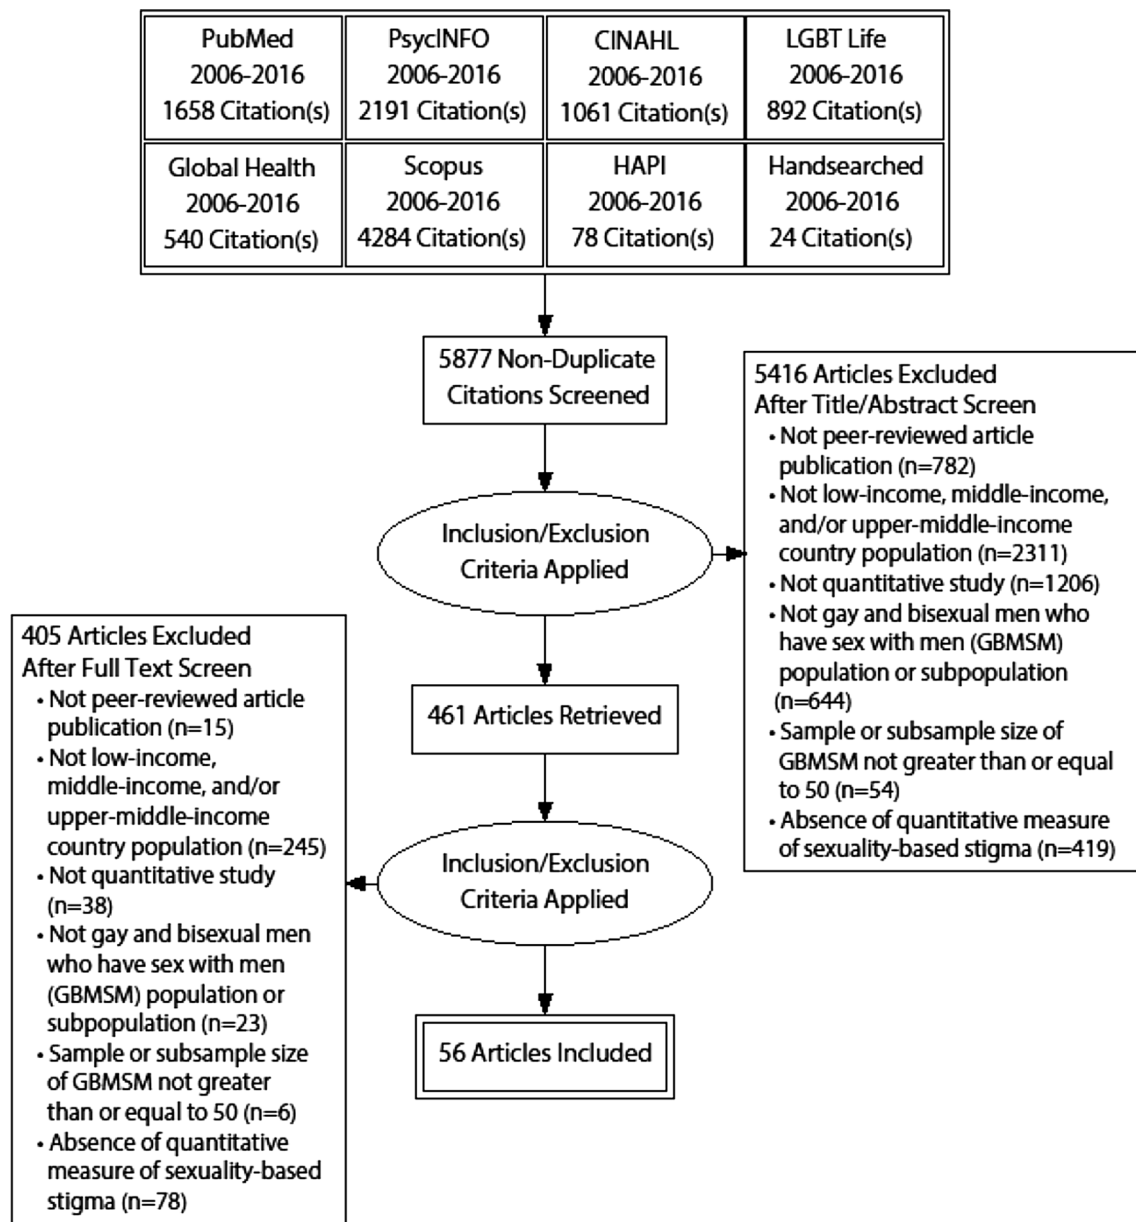 PubMed
2006-2016
1658 Citation(s)
PsycINFO
2006-2016
2191 Citation(s)
CINAHL
2006-2016
1061 Citation(s)
LGBT Life
2006-2016
892 Citation(s)
Global Health
2006-2016
540 Citation(s)
Scopus
2006-2016
4284 Citation(s)
HAPI
2006-2016
78 Citation(s)
Handsearched
2006-2016
24 Citation(s)
5877 Non-Duplicate
Citations Screened
Inclusion/Exclusion
Criteria Applied
5416 Articles Excluded
After Title/Abstract Screen
• Not peer-reviewed article
publication (n=782)
• Not low-income, middle-income,
and/or upper-middle-income
country population (n=2311)
• Not quantitative study (n=1206)
• Not gay and bisexual men who
have sex with men (GBMSM)
population or subpopulation
(n=644)
• Sample or subsample size of
GBMSM not greater than or equal
to 50 (n=54)
• Absence of quantitative measure
of sexuality-based stigma (n=419)
461 Articles Retrieved
Inclusion/Exclusion
Criteria Applied
405 Articles Excluded
After Full Text Screen
• Not peer-reviewed article
publication (n=15)
• Not low-income,
middle-income, and/or
upper-middle-income
country population (n=245)
• Not quantitative study
(n=38)
• Not gay and bisexual men
who have sex with men
(GBMSM) population or
subpopulation (n=23)
• Sample or subsample size
of GBMSM not greater
than or equal to 50 (n=6)
• Absence of quantitative
measure of sexuality-based
stigma (n=78)
56 Articles Included